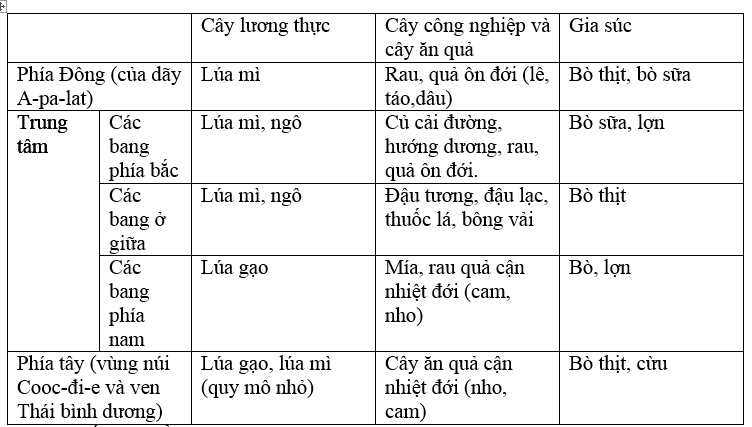 Cây lương thực
Cây công nghiệp và
cây ăn quả
Gia súc
Phía Đông (của dãy
A-pa-lat)
Lúa mì
Rau, quả ôn đới (lê,
táo,dâu)
Bò thịt, bò sữa
Trung
tâm
Các
bang
phía bắc
Lúa mì, ngô
Củ cải đường,
hướng dương, rau,
quả ôn đới.
Bò sữa, lợn
Các
bang ở
giữa
Lúa mì, ngô
Đậu tương, đậu lạc,
thuốc lá, bông vải
Bò thịt
Các
bang
phía
nam
Lúa gạo
Mía, rau quả cận
nhiệt đới (cam,
nho)
Bò, lợn
Phía tây (vùng núi
Cooc-đi-e và ven
Thái bình dương)
Lúa gạo, lúa mì
(quy mô nhỏ)
Cây ăn quả cận
nhiệt đới (nho,
cam)
Bò thịt, cừu